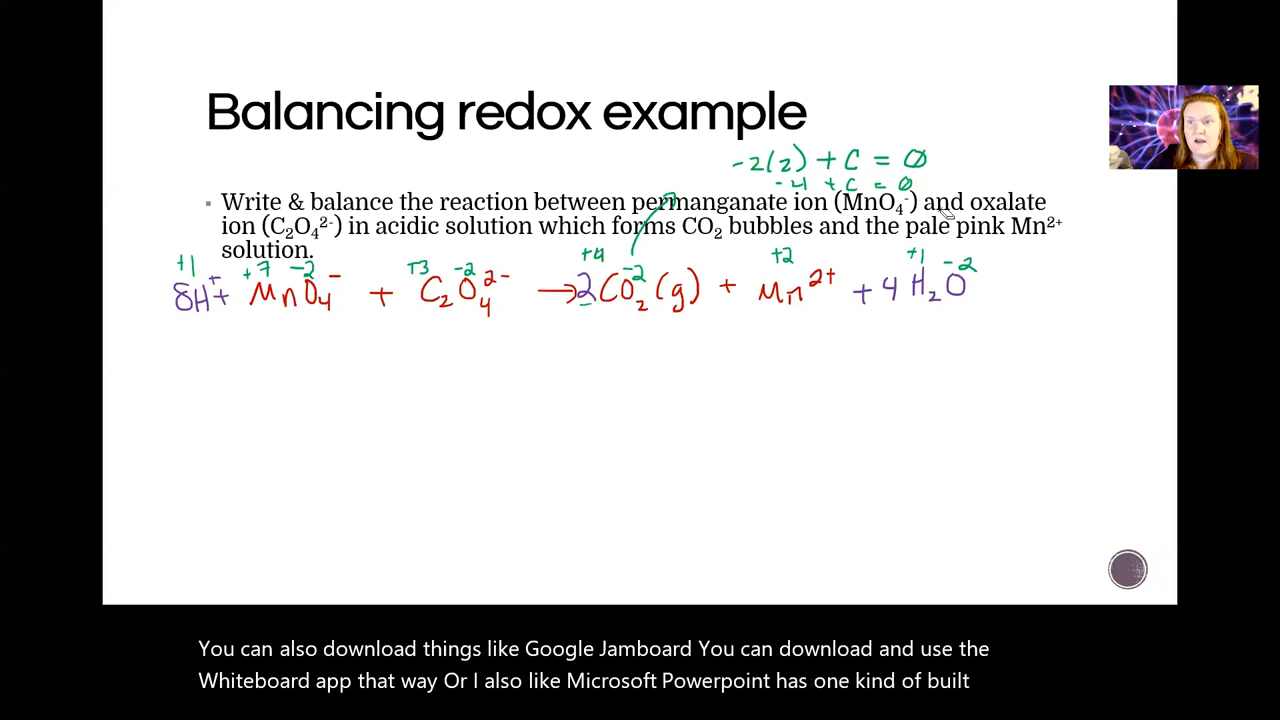 Balancing redox example
-2(2) + C = 0
-4 + C = 0
Write & balance the reaction between permanganate ion (MnO₄⁻) and oxalate
ion (C₂O₄²⁻) in acidic solution which forms CO₂ bubbles and the pale pink Mn²⁺
solution.
+1 +7 -2 +3 -2 +4 -2 +2 +1 -2
8H⁺ + MnO₄⁻ + C₂O₄²⁻ → 2CO₂(g) + Mn²⁺ + 4H₂O
You can also download things like Google Jamboard You can download and use the
Whiteboard app that way Or I also like Microsoft Powerpoint has one kind of built